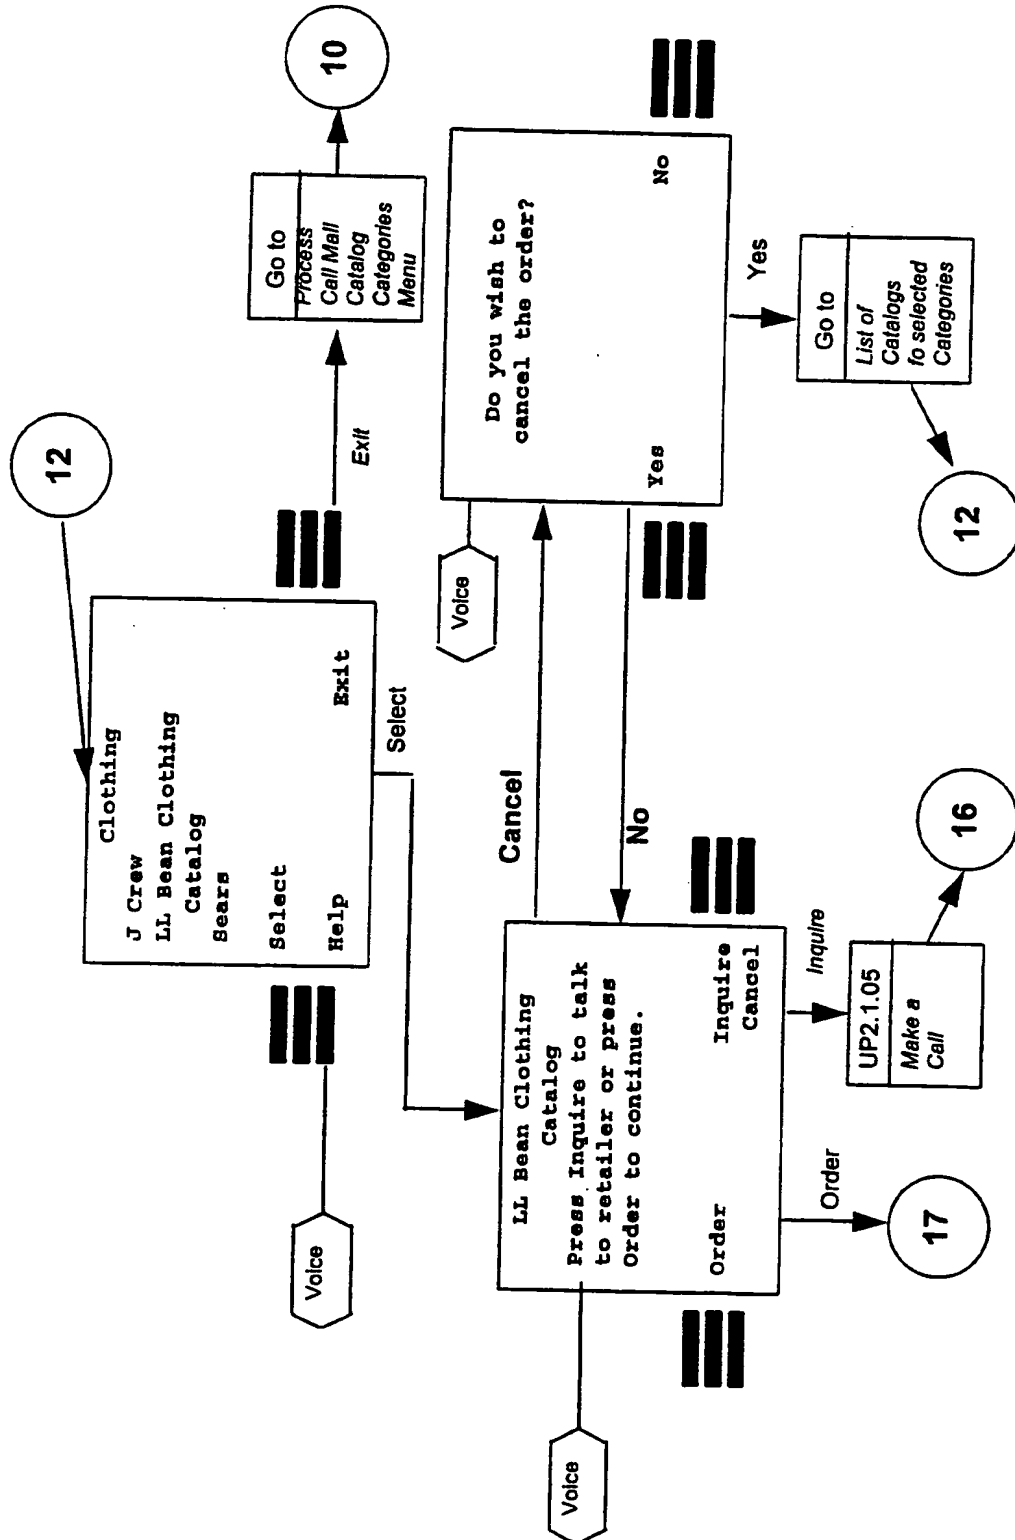 12
Clothing
J Crew
LL Bean Clothing
Catalog
Sears
Select
Help
Exit
Voice
Exit
Go to
Process
Call Mall
Catalog
Categories
Menu
10
Select
LL Bean Clothing
Catalog
Press Inquire to talk
to retailer or press
Order to continue.
Order
Inquire
Cancel
Voice
Cancel
No
Voice
Do you wish to
cancel the order?
Yes
No
Order
17
Inquire
UP2.1.05
Make a
Call
16
Yes
Go to
List of
Catalogs
fo selected
Categories
12